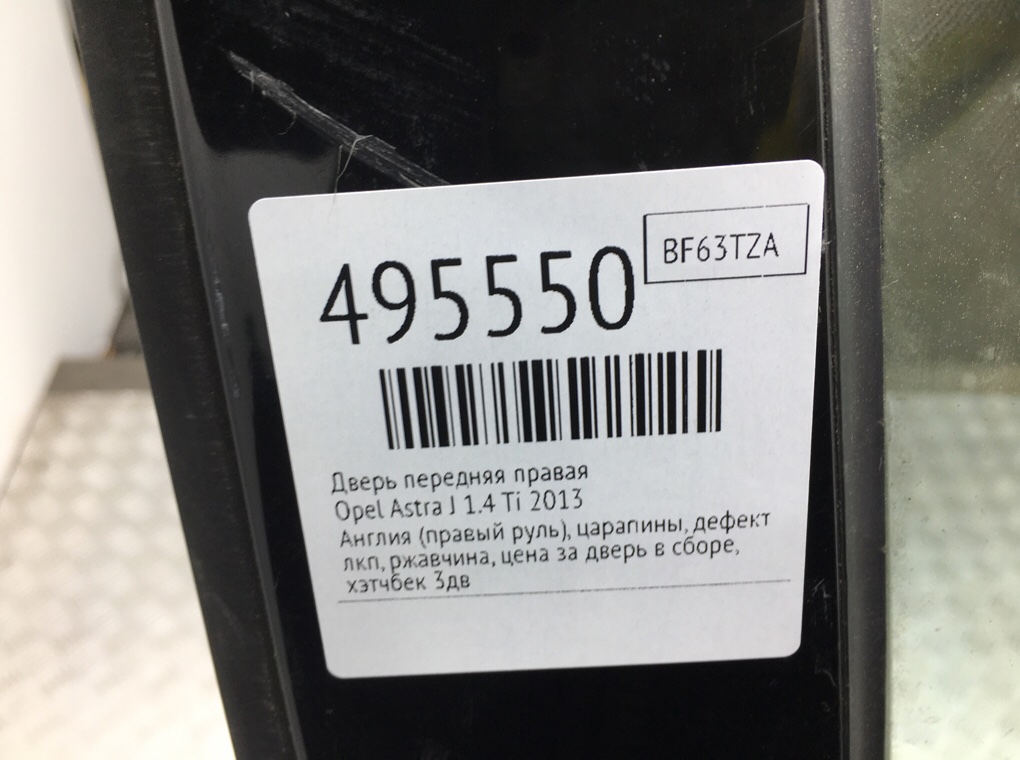 BF63TZA
495550
Дверь передняя правая
Opel Astra J 1.4 Ti 2013
Англия (правый руль), царапины, дефект
лкп, ржавчина, цена за дверь в сборе,
хэтчбек 3дв